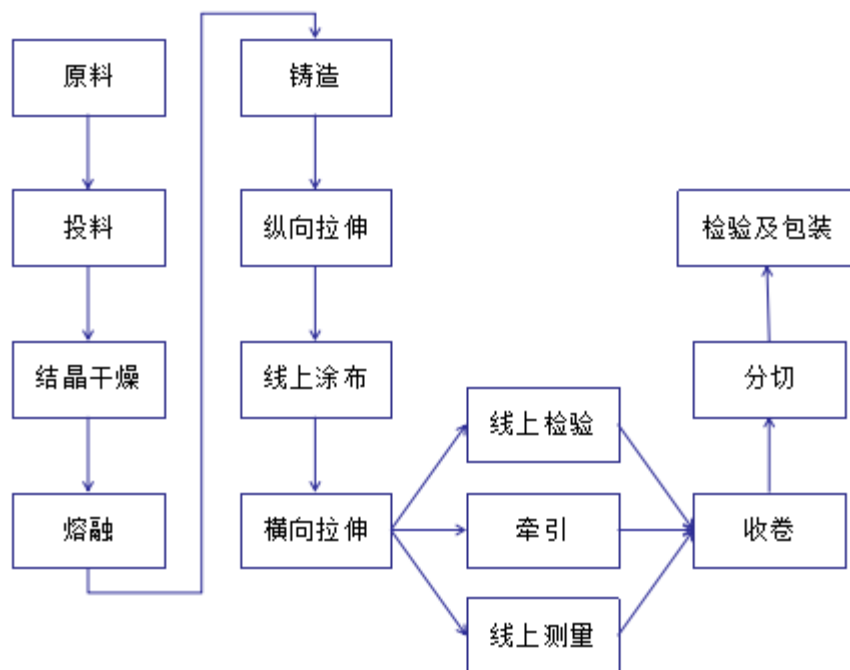 原料
投料
结晶干燥
熔融
铸造
纵向拉伸
线上涂布
横向拉伸
线上检验
牵引
线上测量
收卷
分切
检验及包装